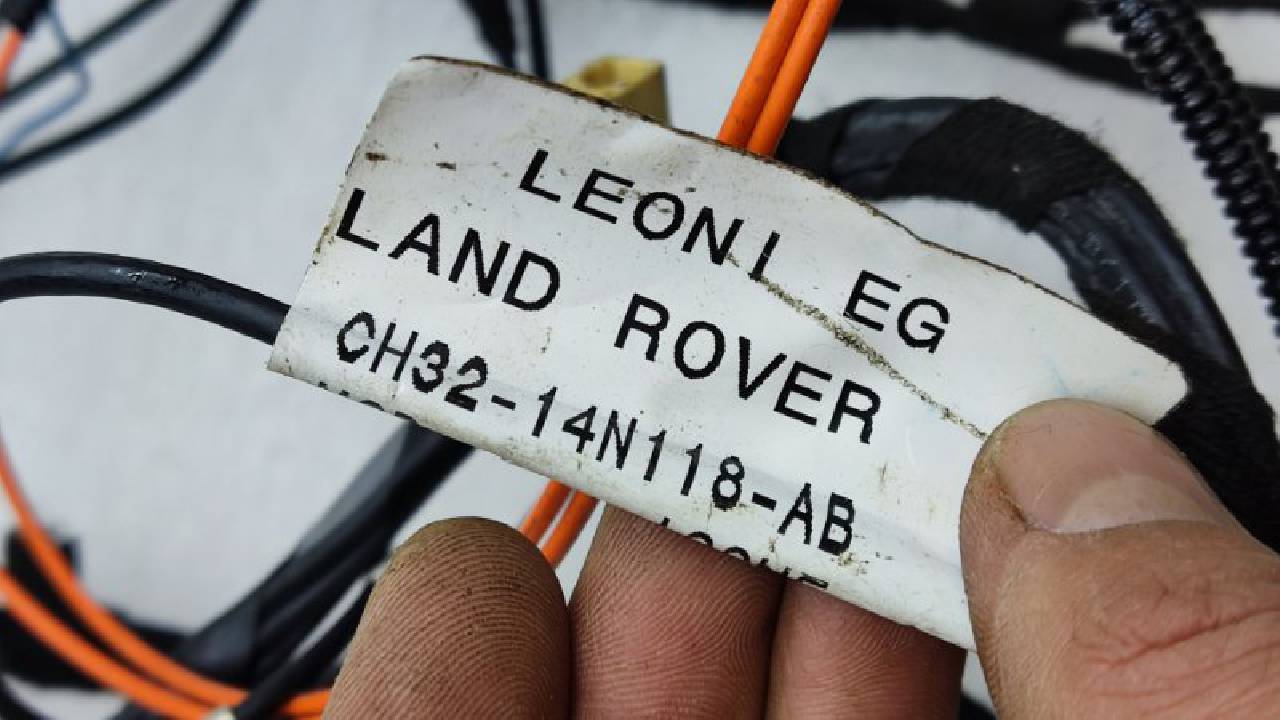 LEONI EG
LAND ROVER
CH32-14N118-AB